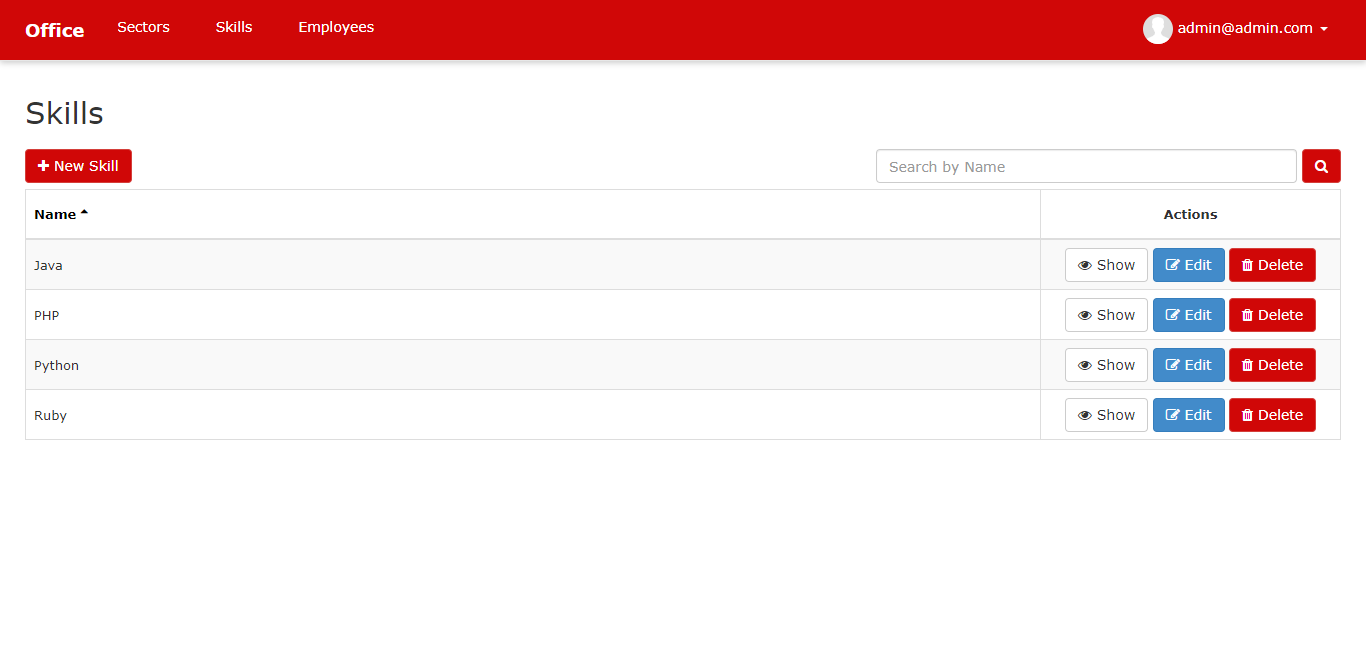 Office Sectors Skills Employees admin@admin.com
Skills
New Skill Search by Name
Name Actions
Java Show Edit Delete
PHP Show Edit Delete
Python Show Edit Delete
Ruby Show Edit Delete